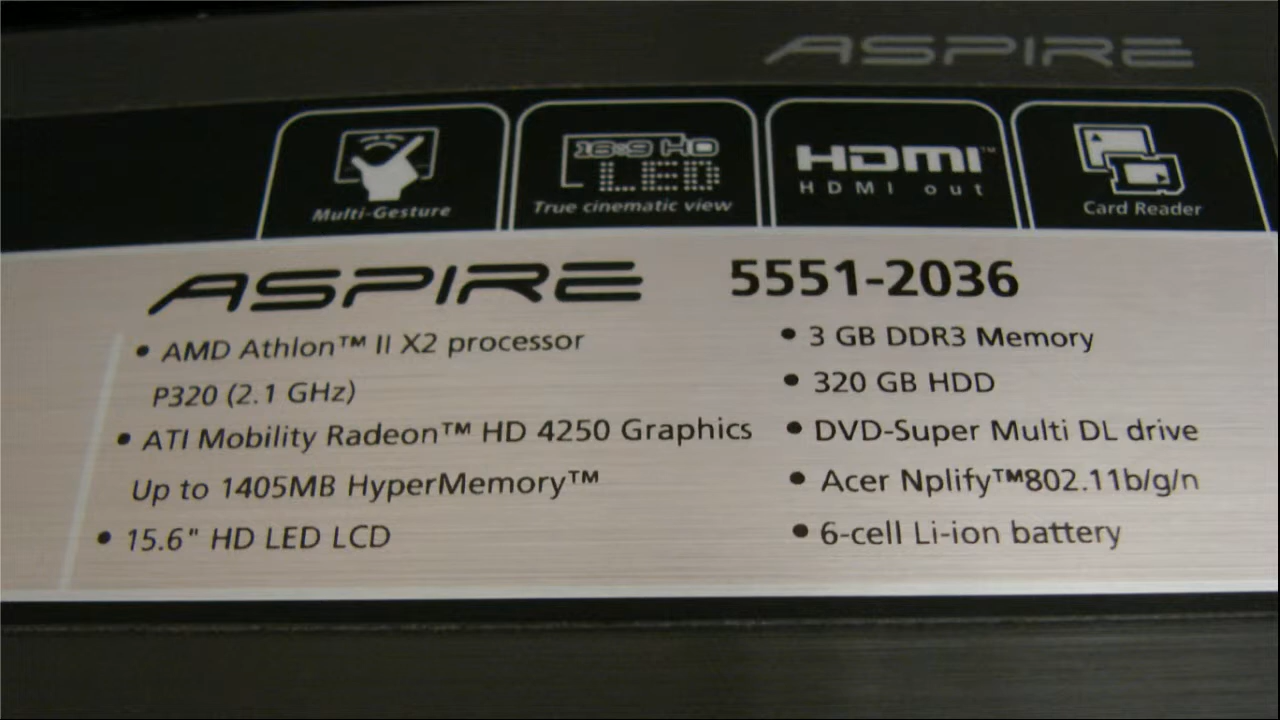 ASPIRE
Multi-Gesture
16:9 HD
LED
True cinematic view
HDMI™
HDMI out
Card Reader
ASPIRE 5551-2036
• AMD Athlon™ II X2 processor
P320 (2.1 GHz)
• ATI Mobility Radeon™ HD 4250 Graphics
Up to 1405MB HyperMemory™
• 15.6" HD LED LCD
• 3 GB DDR3 Memory
• 320 GB HDD
• DVD-Super Multi DL drive
• Acer Nplify™802.11b/g/n
• 6-cell Li-ion battery